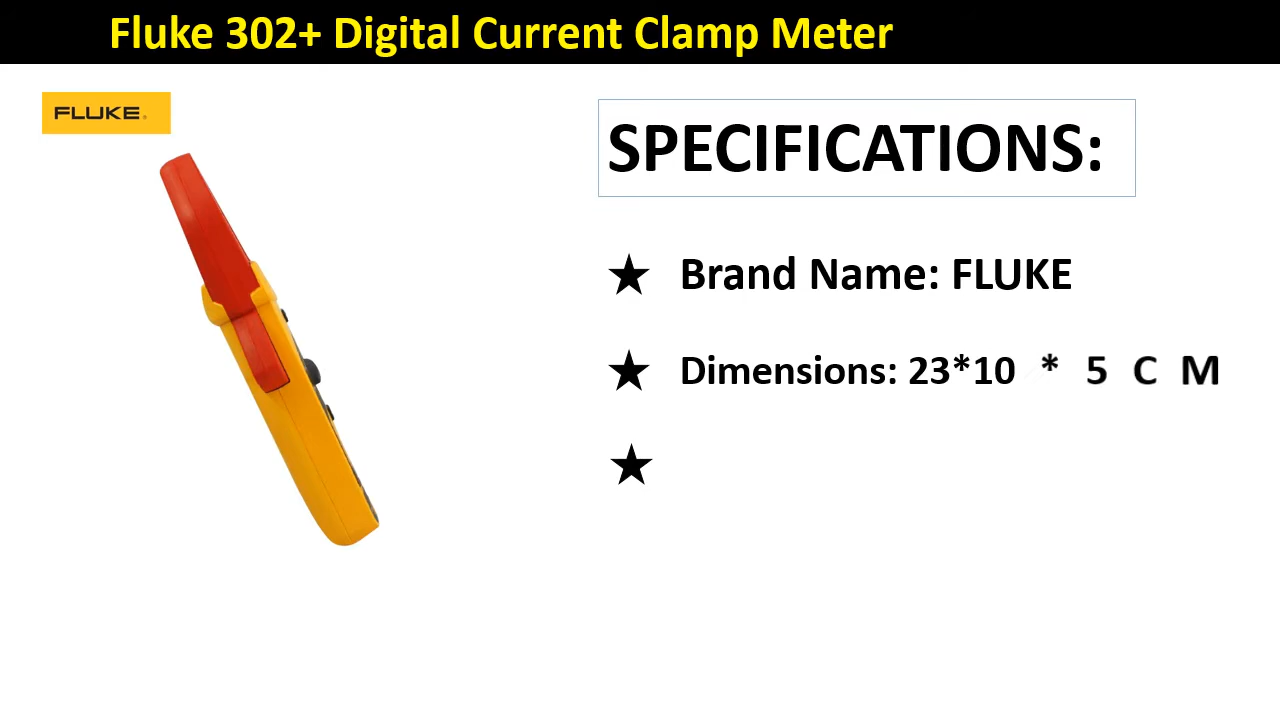 Fluke 302+ Digital Current Clamp Meter
FLUKE®
SPECIFICATIONS:
★ Brand Name: FLUKE
★ Dimensions: 23*10 * 5 C M
★